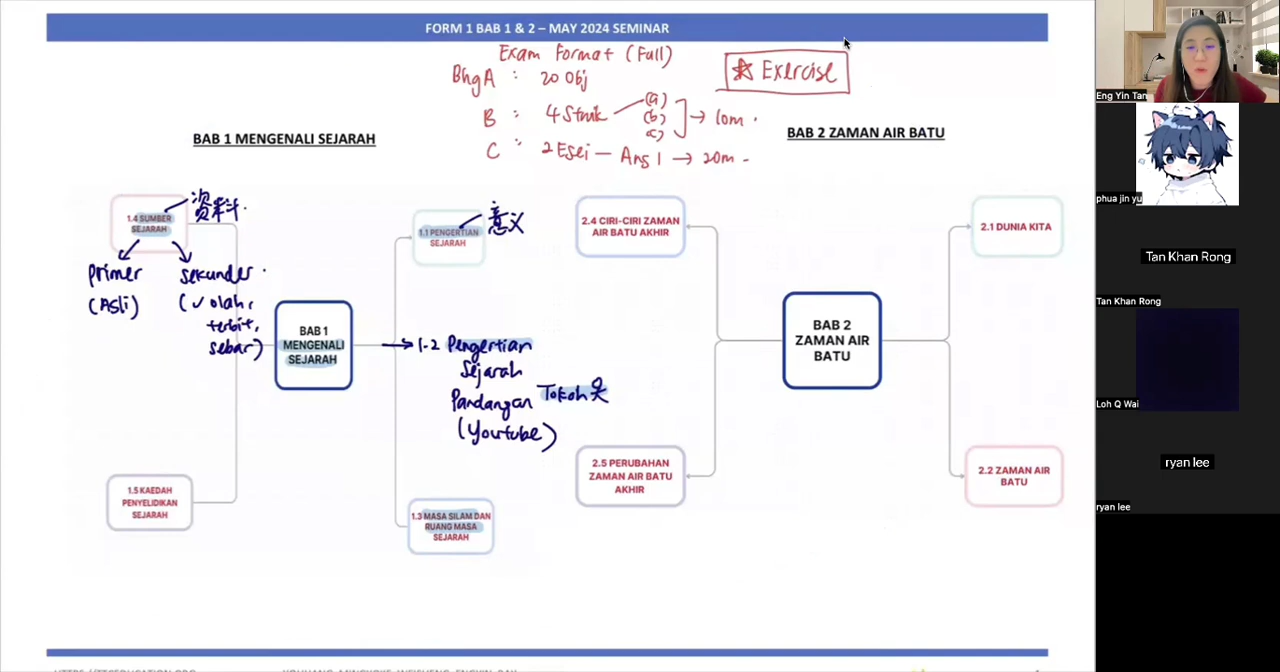 FORM 1 BAB 1 & 2 – MAY 2024 SEMINAR
Exam Format (Full)
BhgA : 20 Obj
B : 4 Struk (a) (b) (c) → 10m.
C : 2 Esei — Ans 1 → 20m -
☆ Exercise
BAB 1 MENGENALI SEJARAH
1.4 SUMBER
SEJARAH
资料.
Primer
(Asli)
sekunder.
(✓ olah,
terbit,
sebar)
BAB 1
MENGENALI
SEJARAH
1.1 PENGERTIAN
SEJARAH
意义
→ 1.2 Pengertian
Sejarah
Pandangan Tokoh
(Youtube)
1.5 KAEDAH
PENYELIDIKAN
SEJARAH
1.3 MASA SILAM DAN
RUANG MASA
SEJARAH
BAB 2 ZAMAN AIR BATU
2.4 CIRI-CIRI ZAMAN
AIR BATU AKHIR
2.1 DUNIA KITA
BAB 2
ZAMAN AIR
BATU
2.5 PERUBAHAN
ZAMAN AIR BATU
AKHIR
2.2 ZAMAN AIR
BATU
Eng Yin Tan
phua jin yu
Tan Khan Rong
Tan Khan Rong
Loh Q Wai
ryan lee
ryan lee